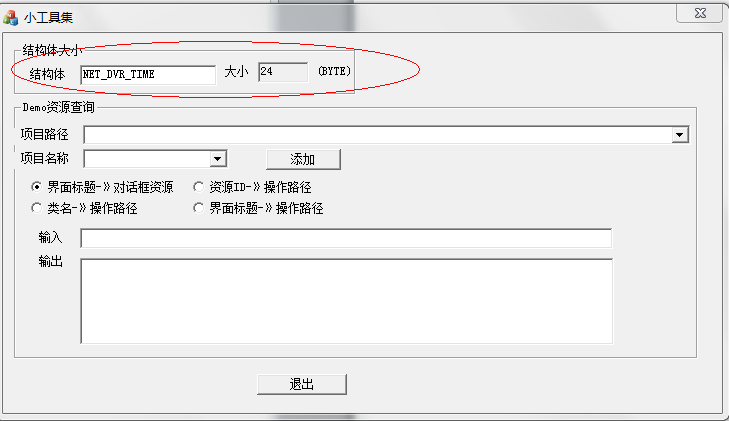 小工具集
结构体大小
结构体 NET_DVR_TIME 大小 24 (BYTE)
Demo资源查询
项目路径
项目名称 添加
界面标题-》对话框资源 资源ID-》操作路径
类名-》操作路径 界面标题-》操作路径
输入
输出
退出